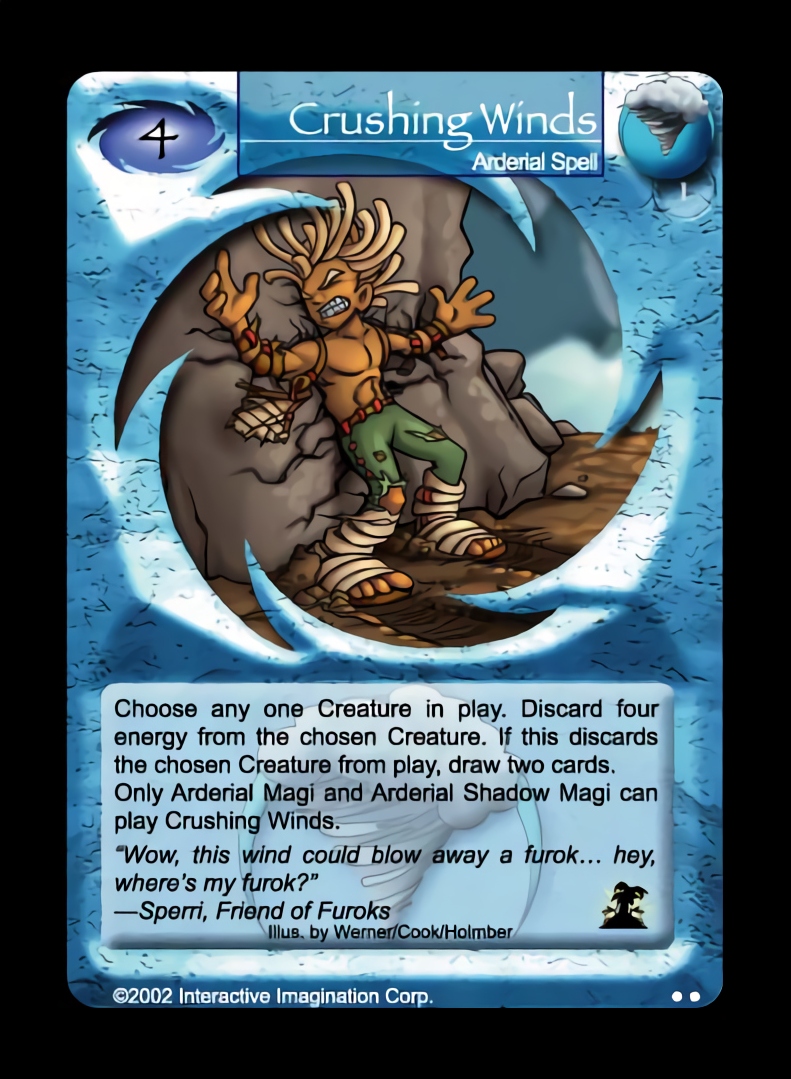 4
Crushing Winds
Arderial Spell
Choose any one Creature in play. Discard four
energy from the chosen Creature. If this discards
the chosen Creature from play, draw two cards.
Only Arderial Magi and Arderial Shadow Magi can
play Crushing Winds.
"Wow, this wind could blow away a furok… hey,
where's my furok?"
—Sperri, Friend of Furoks
Illus. by Werner/Cook/Holmber
©2002 Interactive Imagination Corp.